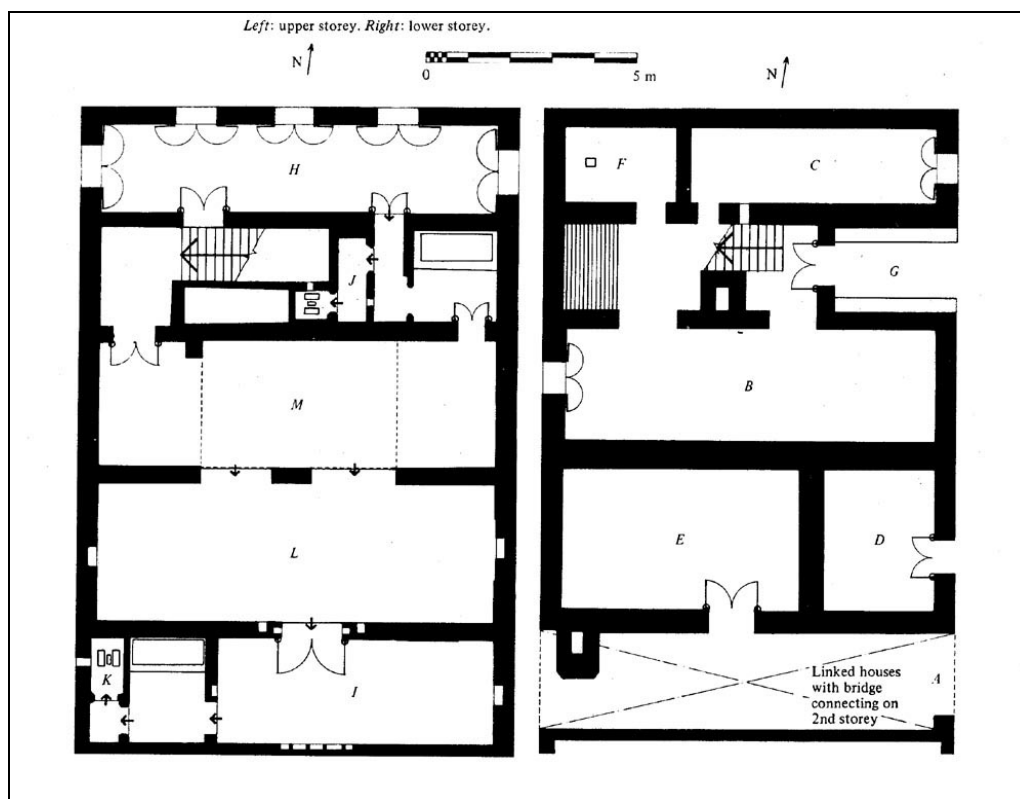 Left: upper storey. Right: lower storey.
N
0 5 m
N
H
F
C
J
G
M
B
L
E
D
K
I
A
Linked houses
with bridge
connecting on
2nd storey